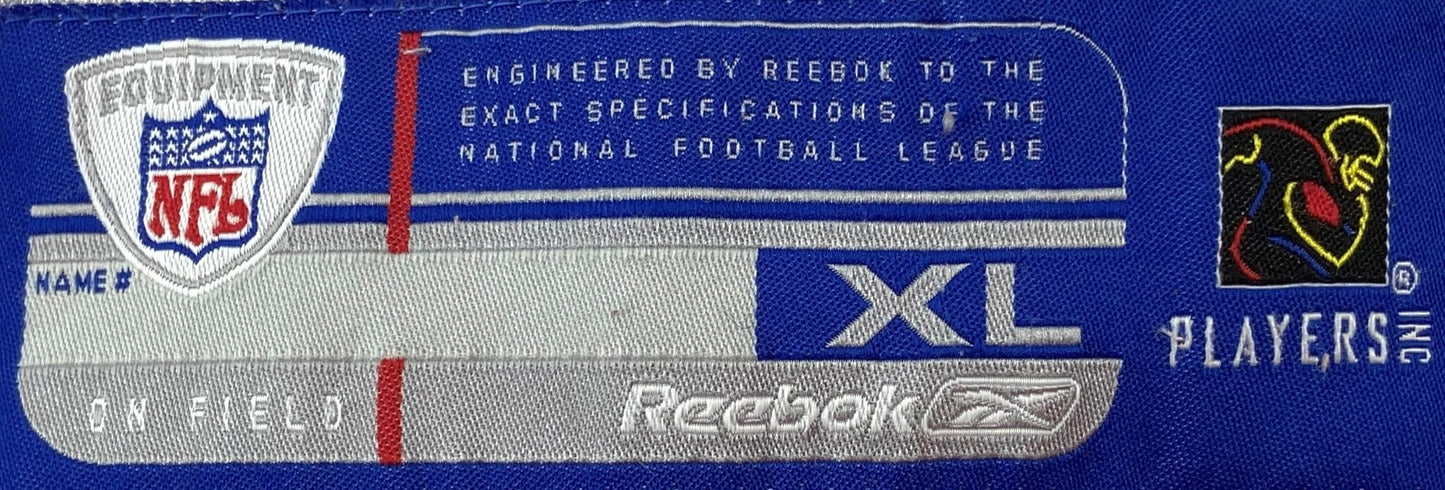 EQUIPMENT
NFL
ENGINEERED BY REEBOK TO THE
EXACT SPECIFICATIONS OF THE
NATIONAL FOOTBALL LEAGUE
NAME #
XL
ON FIELD
Reebok
®
PLAYERS INC